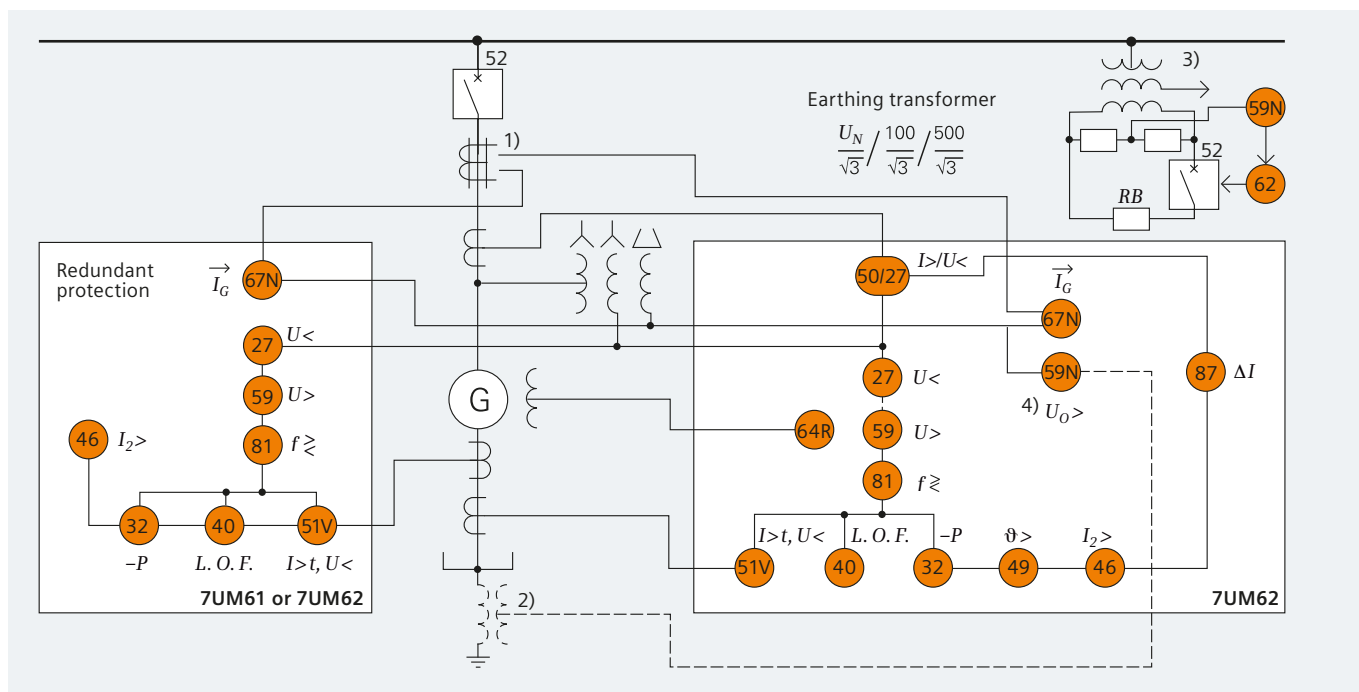 52
1)
Earthing transformer
U_N/√3 / 100/√3 / 500/√3
3)
59N
52
62
RB
Redundant
protection
I_G
67N
27
U<
59
U>
46
I_2>
81
f≷
32
40
51V
–P
L. O. F.
I>t, U<
7UM61 or 7UM62
G
2)
50/27
I>/U<
I_G
67N
27
U<
59N
4) U_O>
87
ΔI
64R
59
U>
81
f≷
I>t, U<
L. O. F.
–P
ϑ>
I_2>
51V
40
32
49
46
7UM62